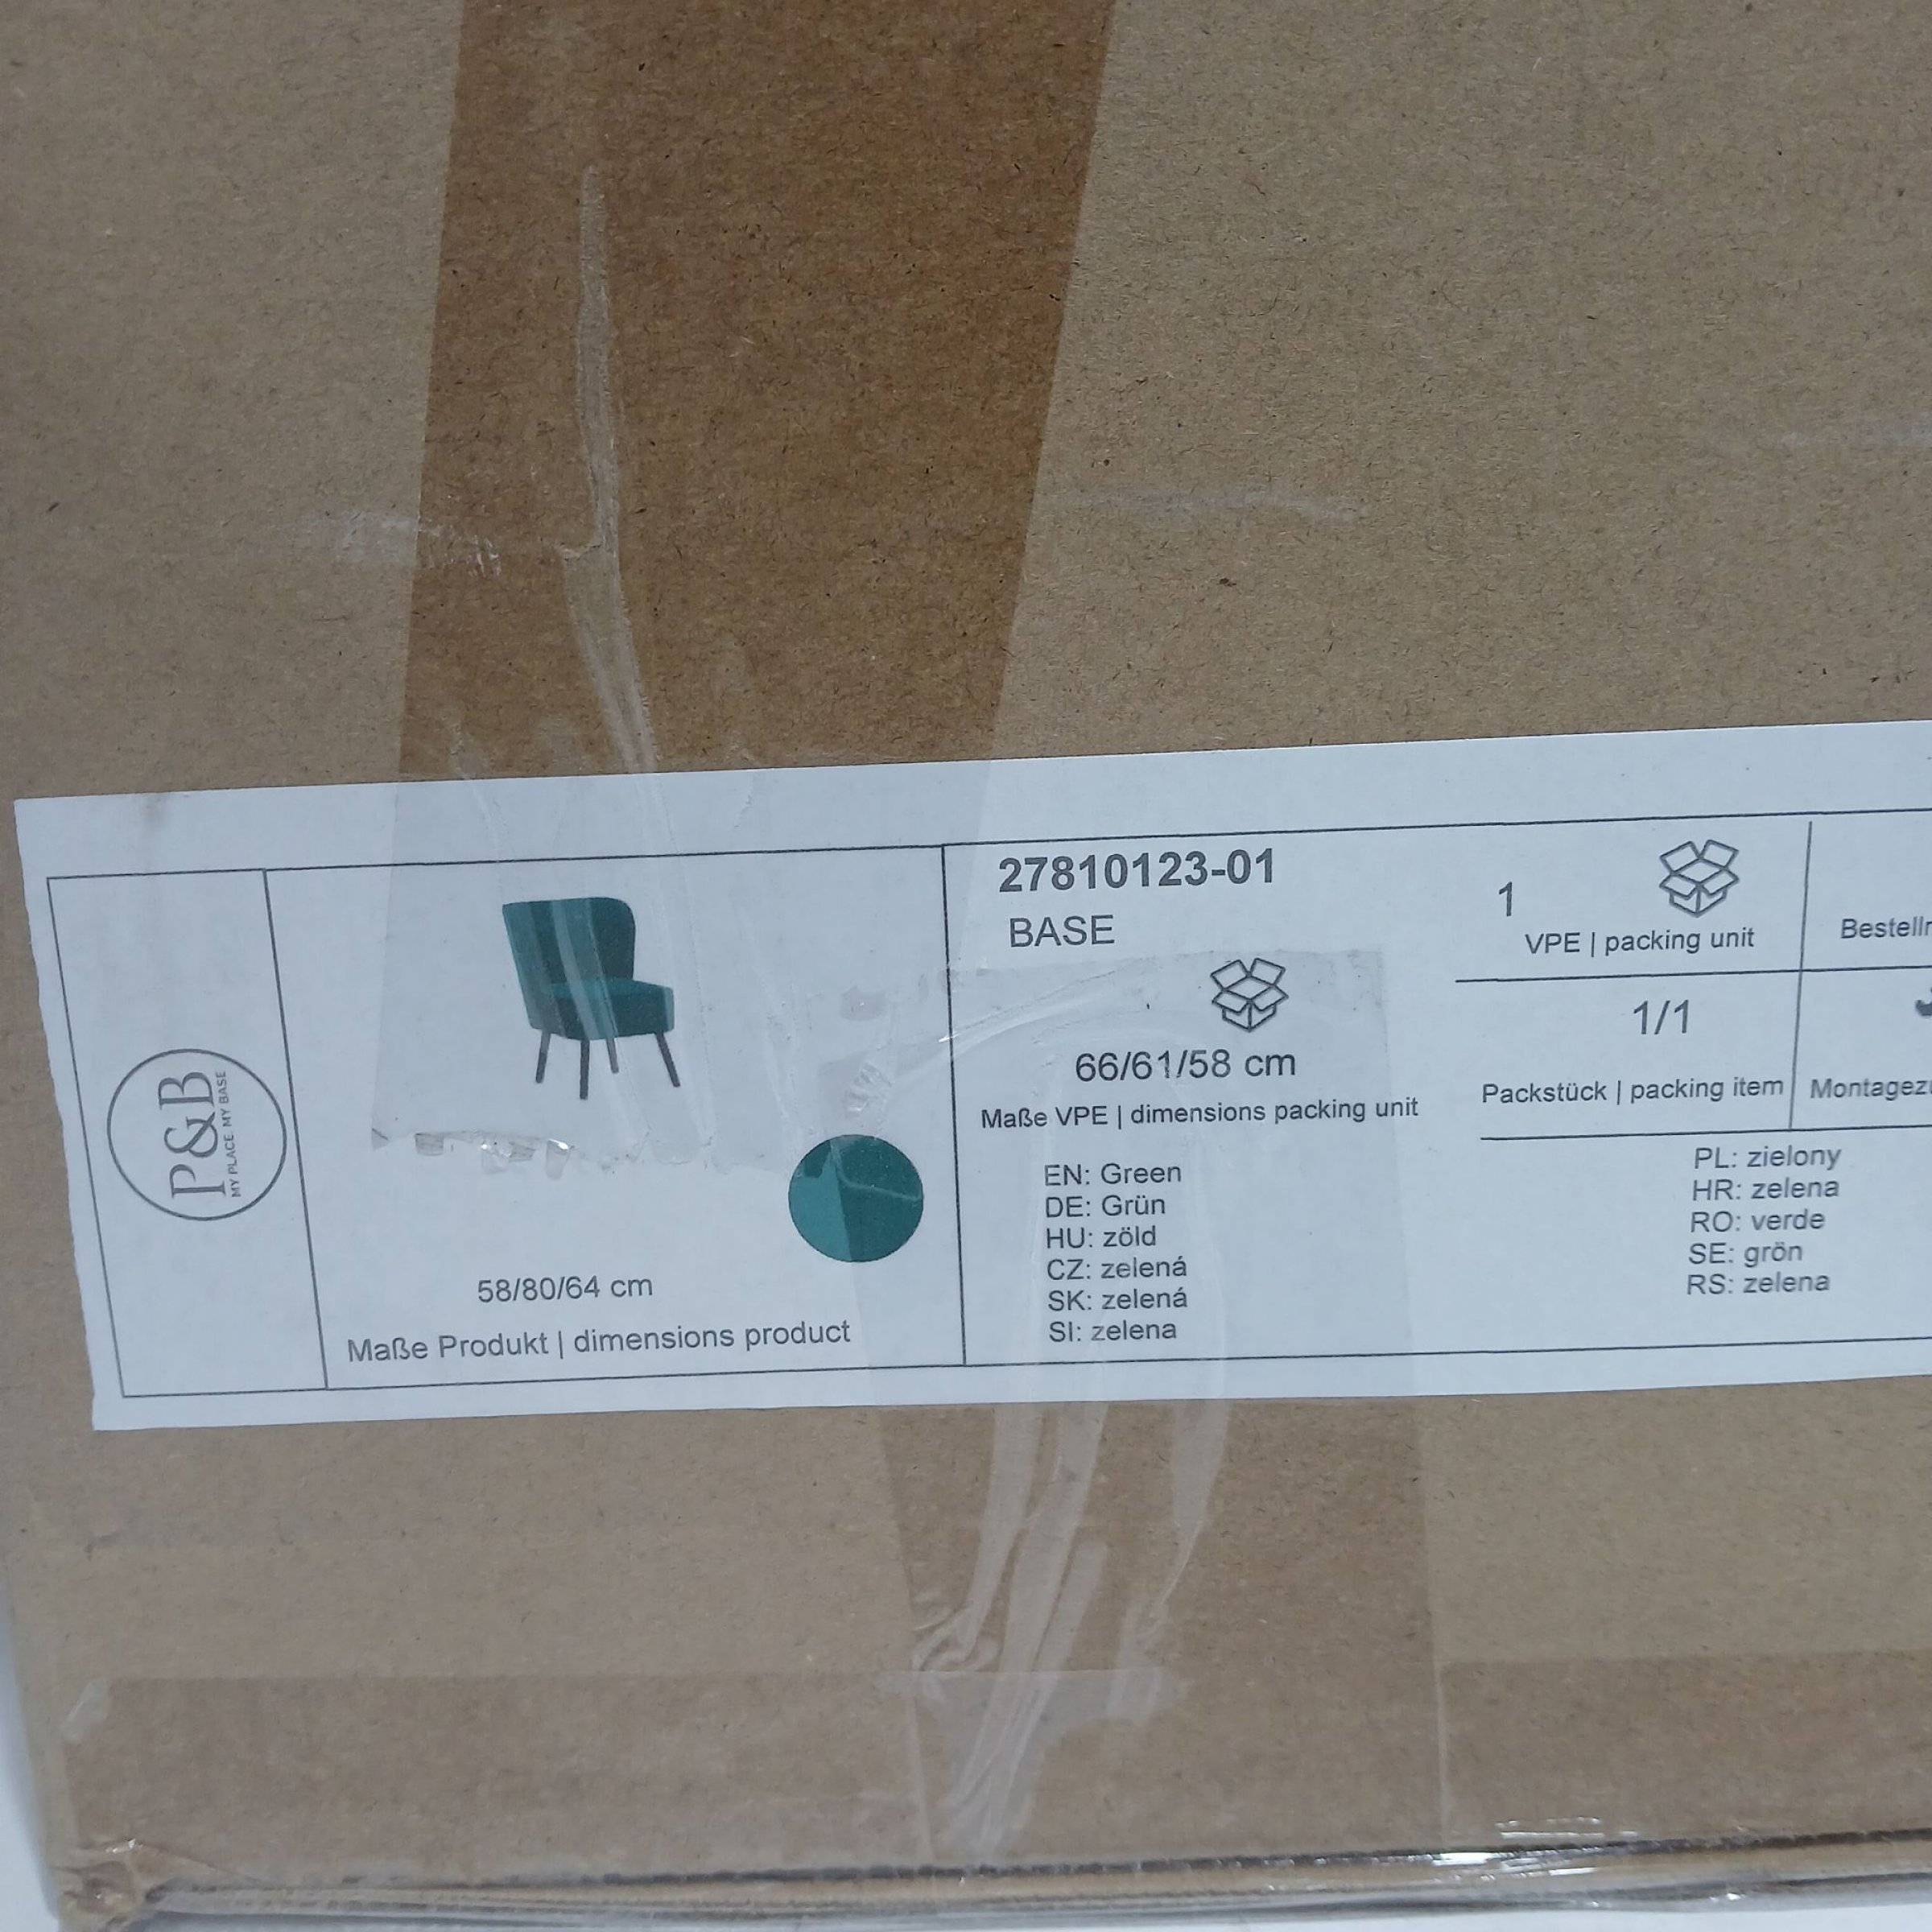 P&B
MY PLACE. MY BASE
58/80/64 cm
Maße Produkt | dimensions product
27810123-01
BASE
66/61/58 cm
Maße VPE | dimensions packing unit
EN: Green
DE: Grün
HU: zöld
CZ: zelená
SK: zelená
SI: zelena
1
VPE | packing unit
1/1
Packstück | packing item
PL: zielony
HR: zelena
RO: verde
SE: grön
RS: zelena